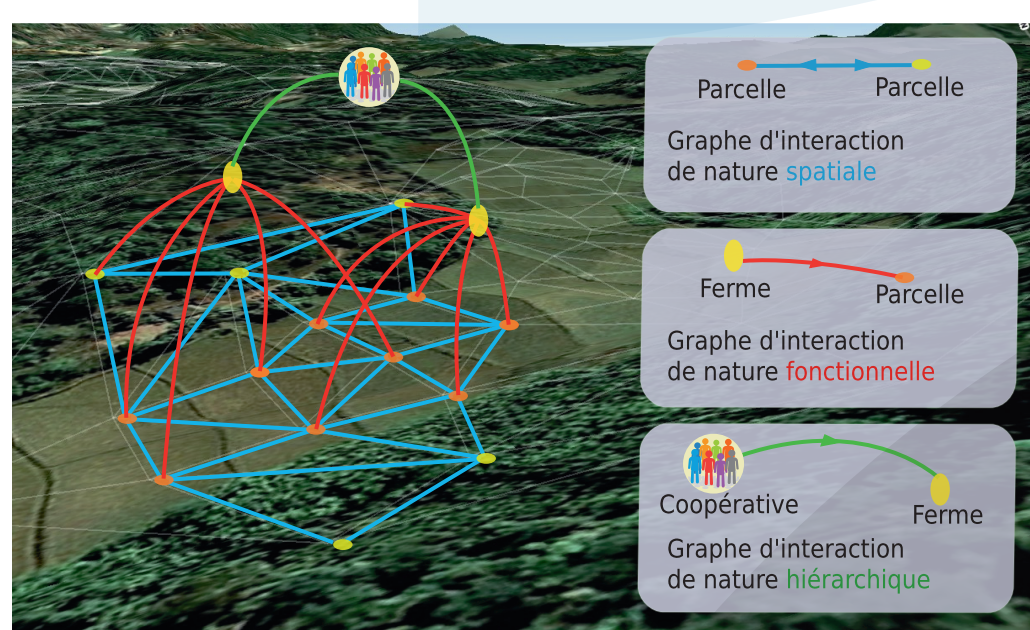 Parcelle
Parcelle
Graphe d'interaction
de nature spatiale
Ferme
Parcelle
Graphe d'interaction
de nature fonctionnelle
Coopérative
Ferme
Graphe d'interaction
de nature hiérarchique